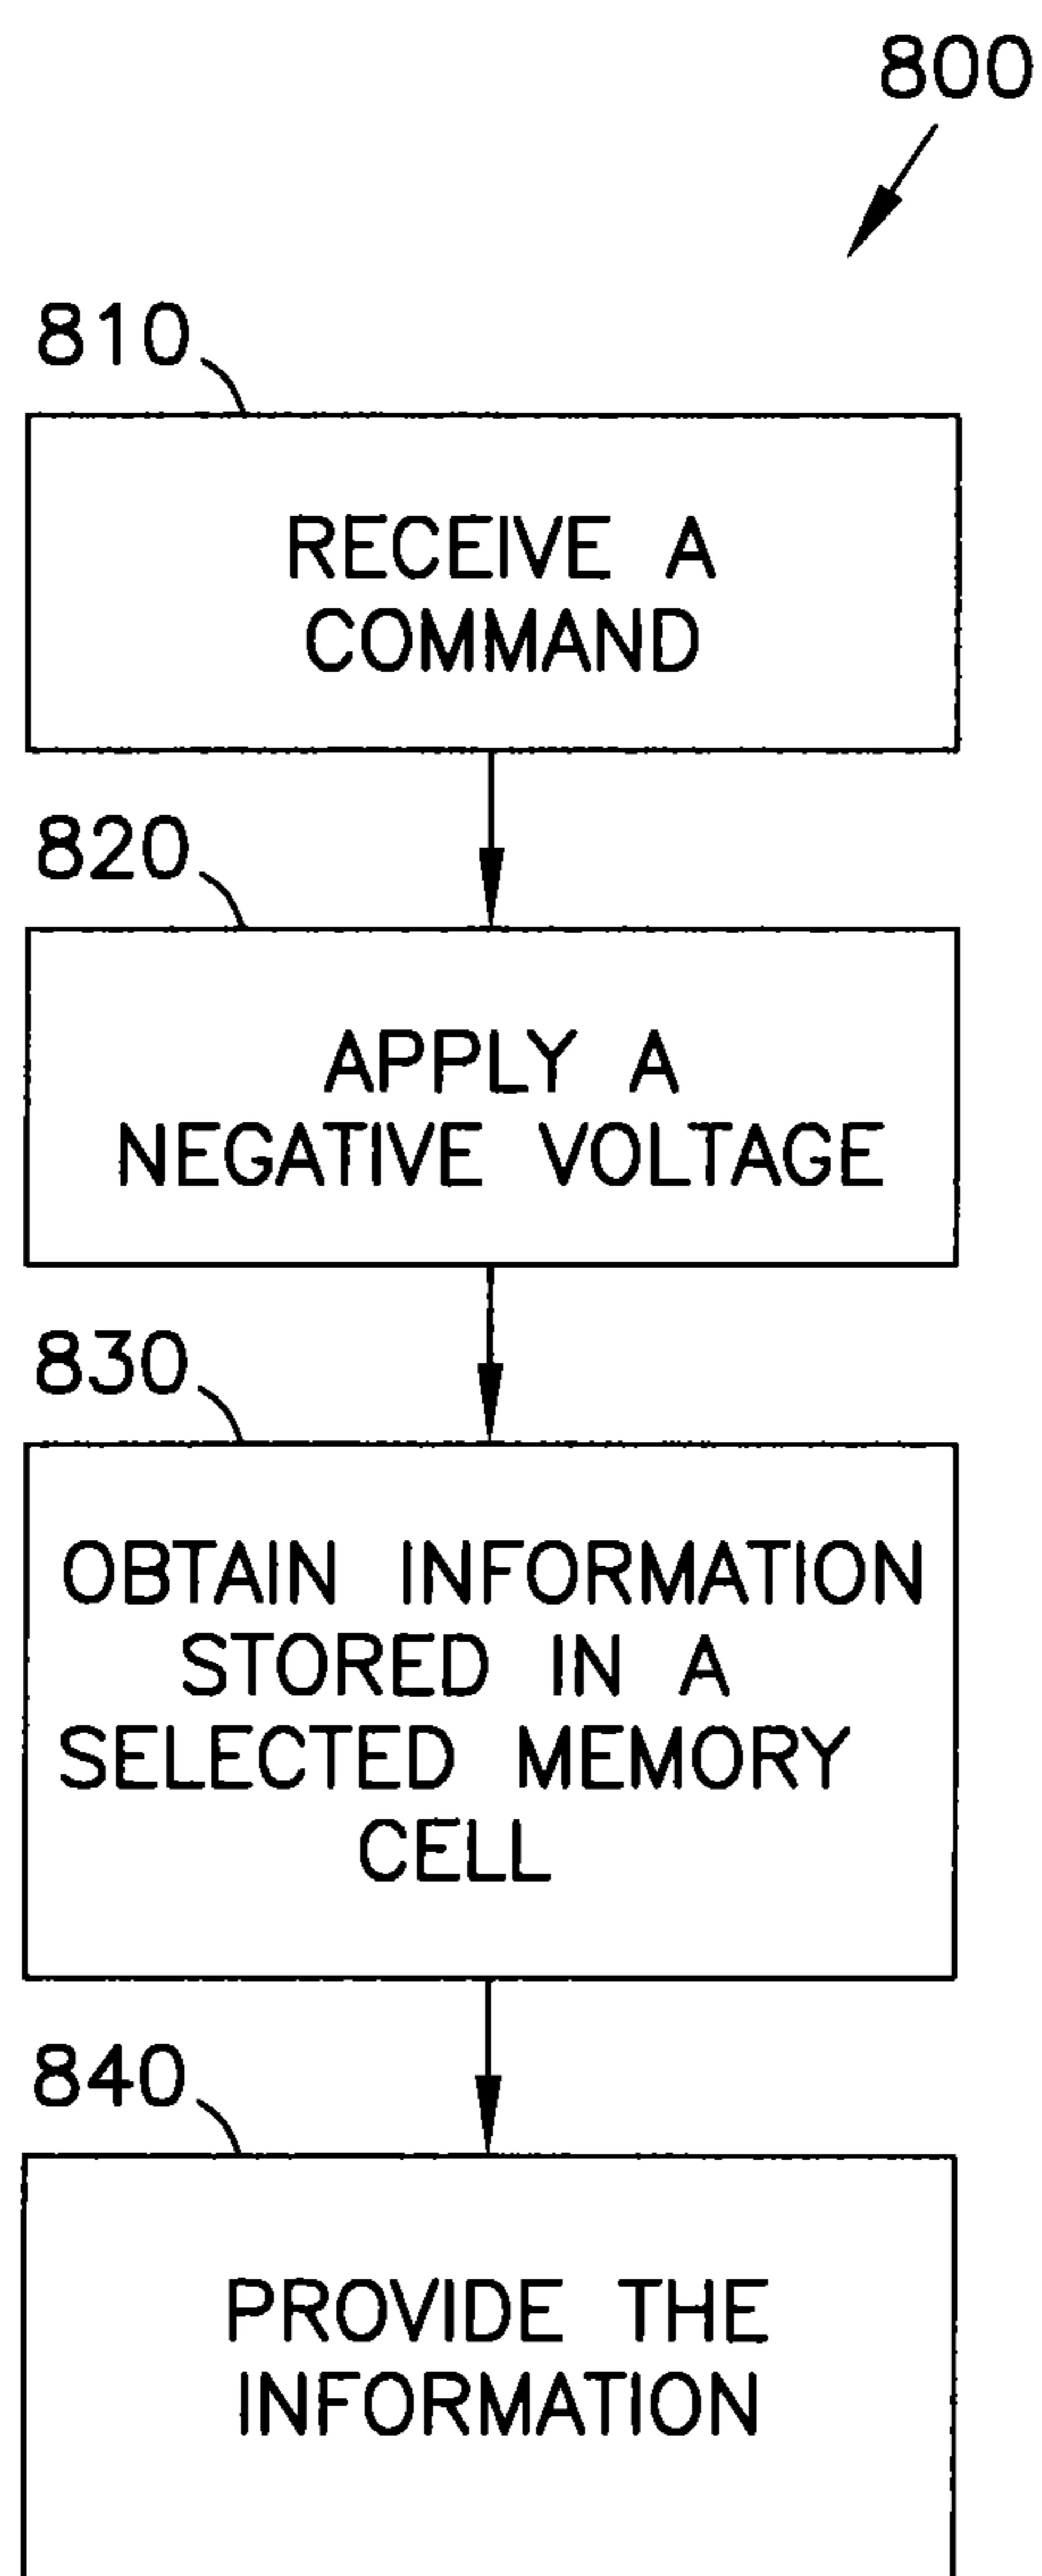 800
810
RECEIVE A
COMMAND
820
APPLY A
NEGATIVE VOLTAGE
830
OBTAIN INFORMATION
STORED IN A
SELECTED MEMORY
CELL
840
PROVIDE THE
INFORMATION